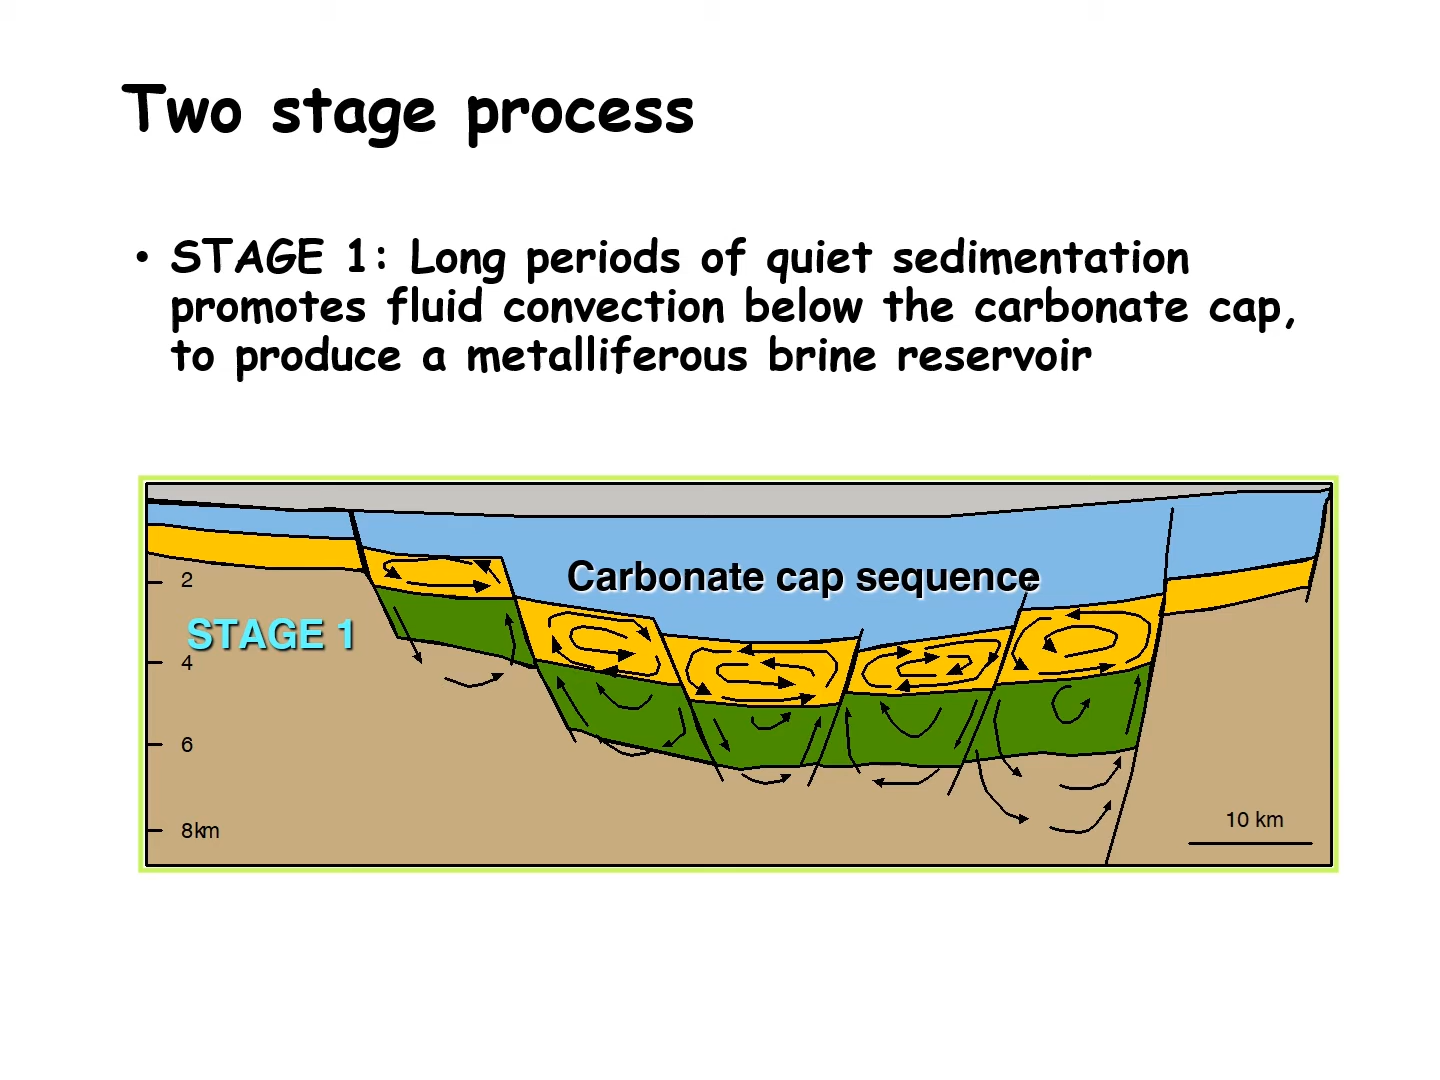 Two stage process
• STAGE 1: Long periods of quiet sedimentation
promotes fluid convection below the carbonate cap,
to produce a metalliferous brine reservoir
Carbonate cap sequence
2
STAGE 1
4
6
8km
10 km